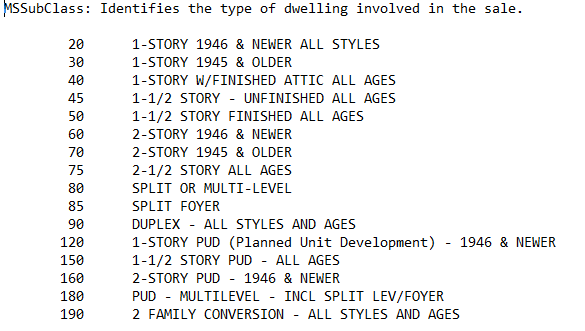 MSSubClass: Identifies the type of dwelling involved in the sale.
20 1-STORY 1946 & NEWER ALL STYLES
30 1-STORY 1945 & OLDER
40 1-STORY W/FINISHED ATTIC ALL AGES
45 1-1/2 STORY - UNFINISHED ALL AGES
50 1-1/2 STORY FINISHED ALL AGES
60 2-STORY 1946 & NEWER
70 2-STORY 1945 & OLDER
75 2-1/2 STORY ALL AGES
80 SPLIT OR MULTI-LEVEL
85 SPLIT FOYER
90 DUPLEX - ALL STYLES AND AGES
120 1-STORY PUD (Planned Unit Development) - 1946 & NEWER
150 1-1/2 STORY PUD - ALL AGES
160 2-STORY PUD - 1946 & NEWER
180 PUD - MULTILEVEL - INCL SPLIT LEV/FOYER
190 2 FAMILY CONVERSION - ALL STYLES AND AGES